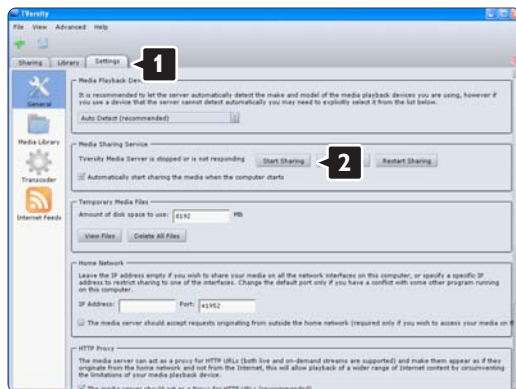 TVersity
File View Advanced Help
Sharing Library Settings
1
General
Media Library
Transcoder
Internet Feeds
Media Playback
It is recommended to let the server automatically detect the make and model of the media playback devices you are using, however if
you use a device that the server cannot detect automatically you may need to explicitly select it from the list below.
Auto Detect (recommended)
Media Sharing Service
TVersity Media Server is stopped or is not responding Start Sharing 2 Restart Sharing
Automatically start sharing the media when the computer starts
Temporary Media Files
Amount of disk space to use: 8192 MB
View Files Delete All Files
Home Network
Leave the IP address empty if you wish to share your media on all the network interfaces on this computer, or specify a specific IP
address to restrict sharing to one of the interfaces. Change the default port only if you have a conflict with some other program running
on this computer.
IP Address: Port: 41952
The media server should accept requests originating from outside the home network (required only if you wish to access your media on
HTTP Proxy
The media server can act as a proxy for HTTP URLs (both live and on-demand streams are supported) and make them appear as if they
originate from the home network and not from the Internet, this will allow playback of a wider range of Internet content by circumventing
the limitations of your media playback device.
The media server should act as a Proxy for HTTP URLs (recommended)